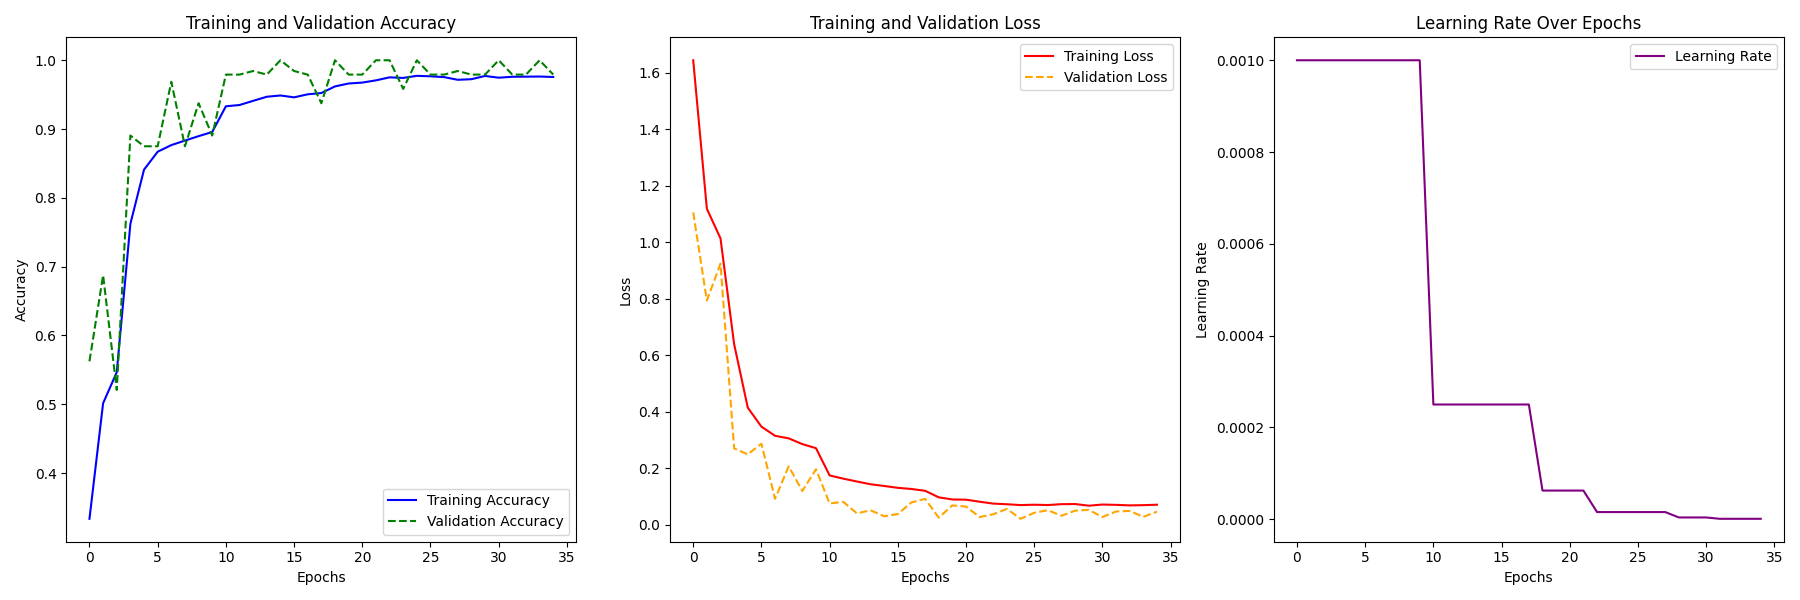 Training and Validation Accuracy
Accuracy
1.0
0.9
0.8
0.7
0.6
0.5
0.4
Training Accuracy
Validation Accuracy
0 5 10 15 20 25 30 35
Epochs
Training and Validation Loss
Loss
1.6
1.4
1.2
1.0
0.8
0.6
0.4
0.2
0.0
Training Loss
Validation Loss
0 5 10 15 20 25 30 35
Epochs
Learning Rate Over Epochs
Learning Rate
0.0010
0.0008
0.0006
0.0004
0.0002
0.0000
Learning Rate
0 5 10 15 20 25 30 35
Epochs